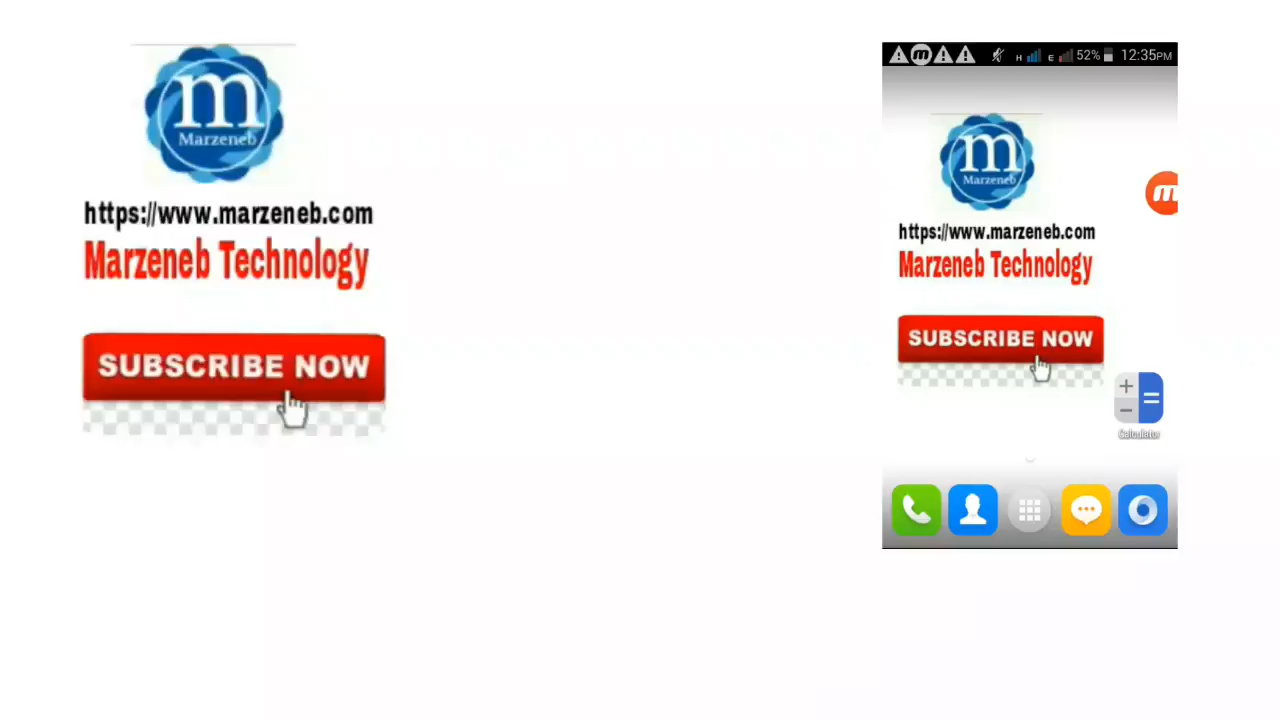 m
Marzeneb
https://www.marzeneb.com
Marzeneb Technology
SUBSCRIBE NOW
H E 52% 12:35PM
m
Marzeneb
https://www.marzeneb.com
Marzeneb Technology
SUBSCRIBE NOW
Calculator